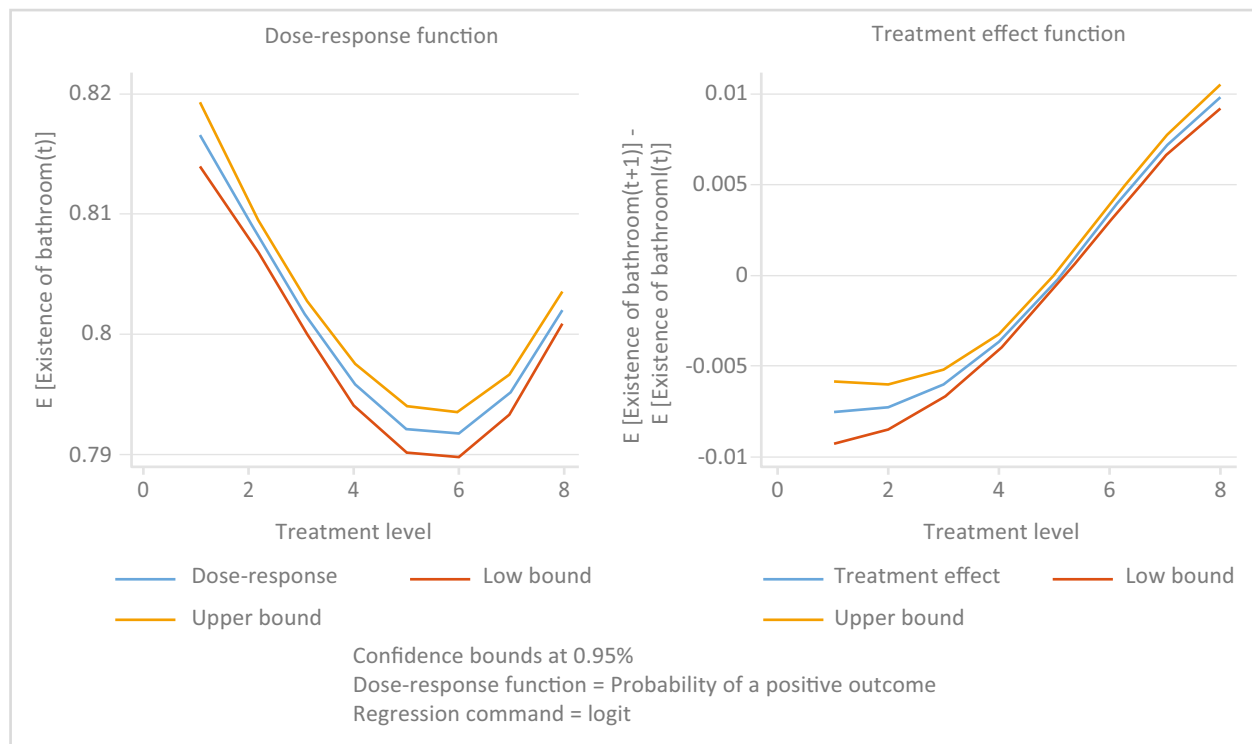 Dose-response function
E [Existence of bathroom(t)]
0.82
0.81
0.8
0.79
0 2 4 6 8
Treatment level
Dose-response Low bound
Upper bound
Treatment effect function
E [Existence of bathroom(t+1)] -
E [Existence of bathrooml(t)]
0.01
0.005
0
-0.005
-0.01
0 2 4 6 8
Treatment level
Treatment effect Low bound
Upper bound
Confidence bounds at 0.95%
Dose-response function = Probability of a positive outcome
Regression command = logit